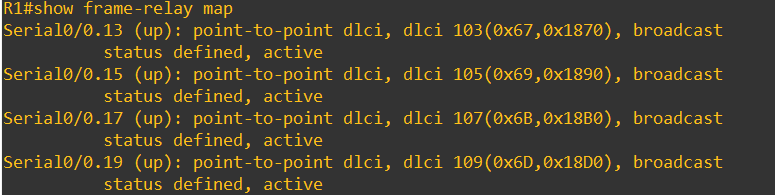 R1#show frame-relay map
Serial0/0.13 (up): point-to-point dlci, dlci 103(0x67,0x1870), broadcast
status defined, active
Serial0/0.15 (up): point-to-point dlci, dlci 105(0x69,0x1890), broadcast
status defined, active
Serial0/0.17 (up): point-to-point dlci, dlci 107(0x6B,0x18B0), broadcast
status defined, active
Serial0/0.19 (up): point-to-point dlci, dlci 109(0x6D,0x18D0), broadcast
status defined, active